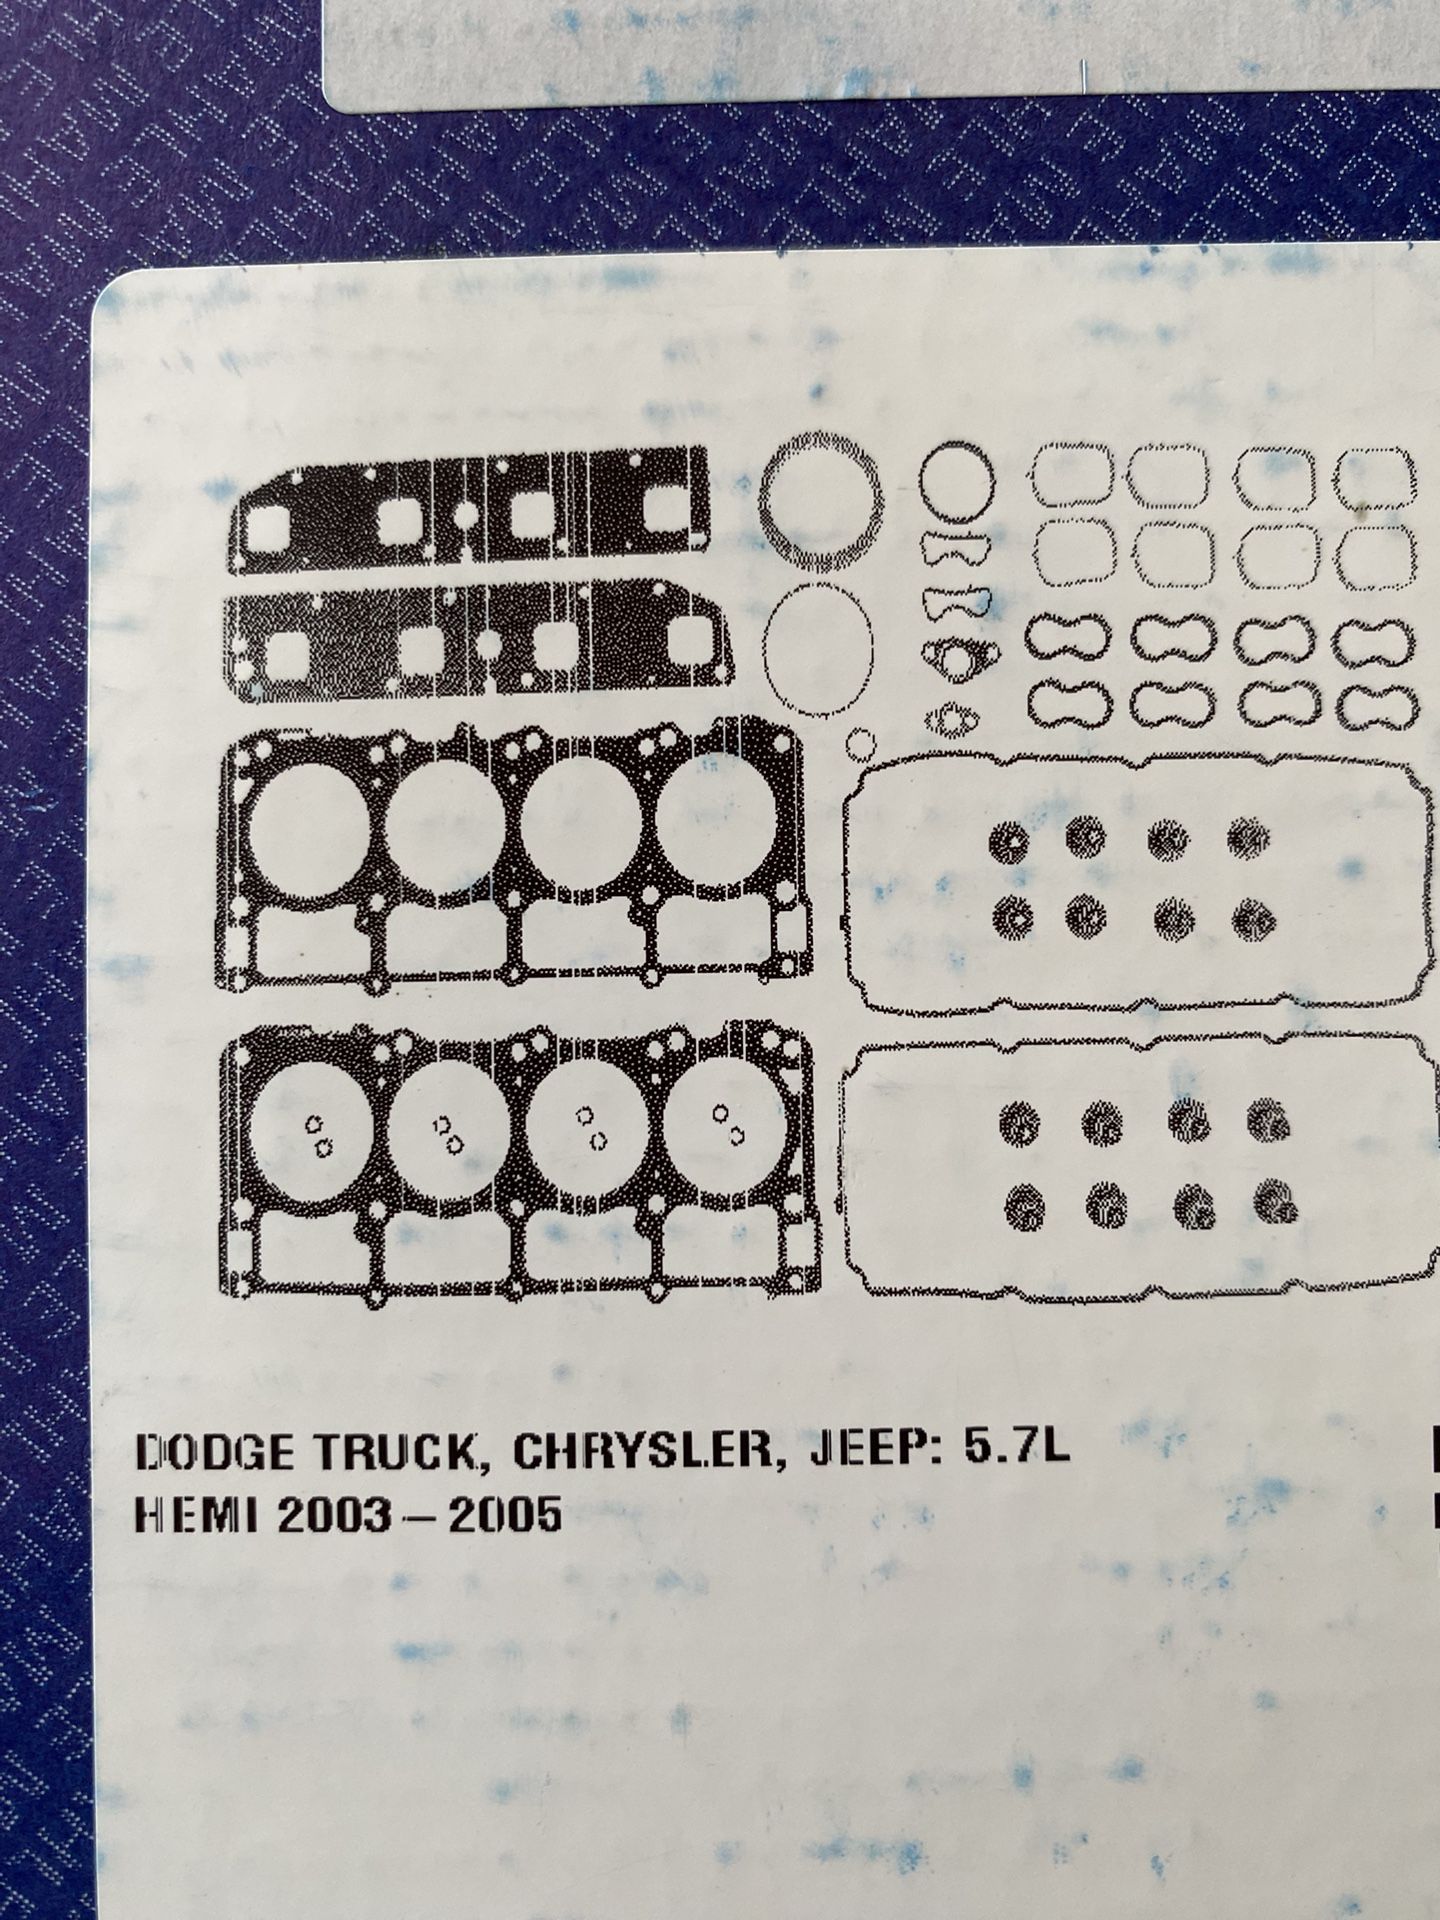 DODGE TRUCK, CHRYSLER, JEEP: 5.7L
HEMI 2003 – 2005